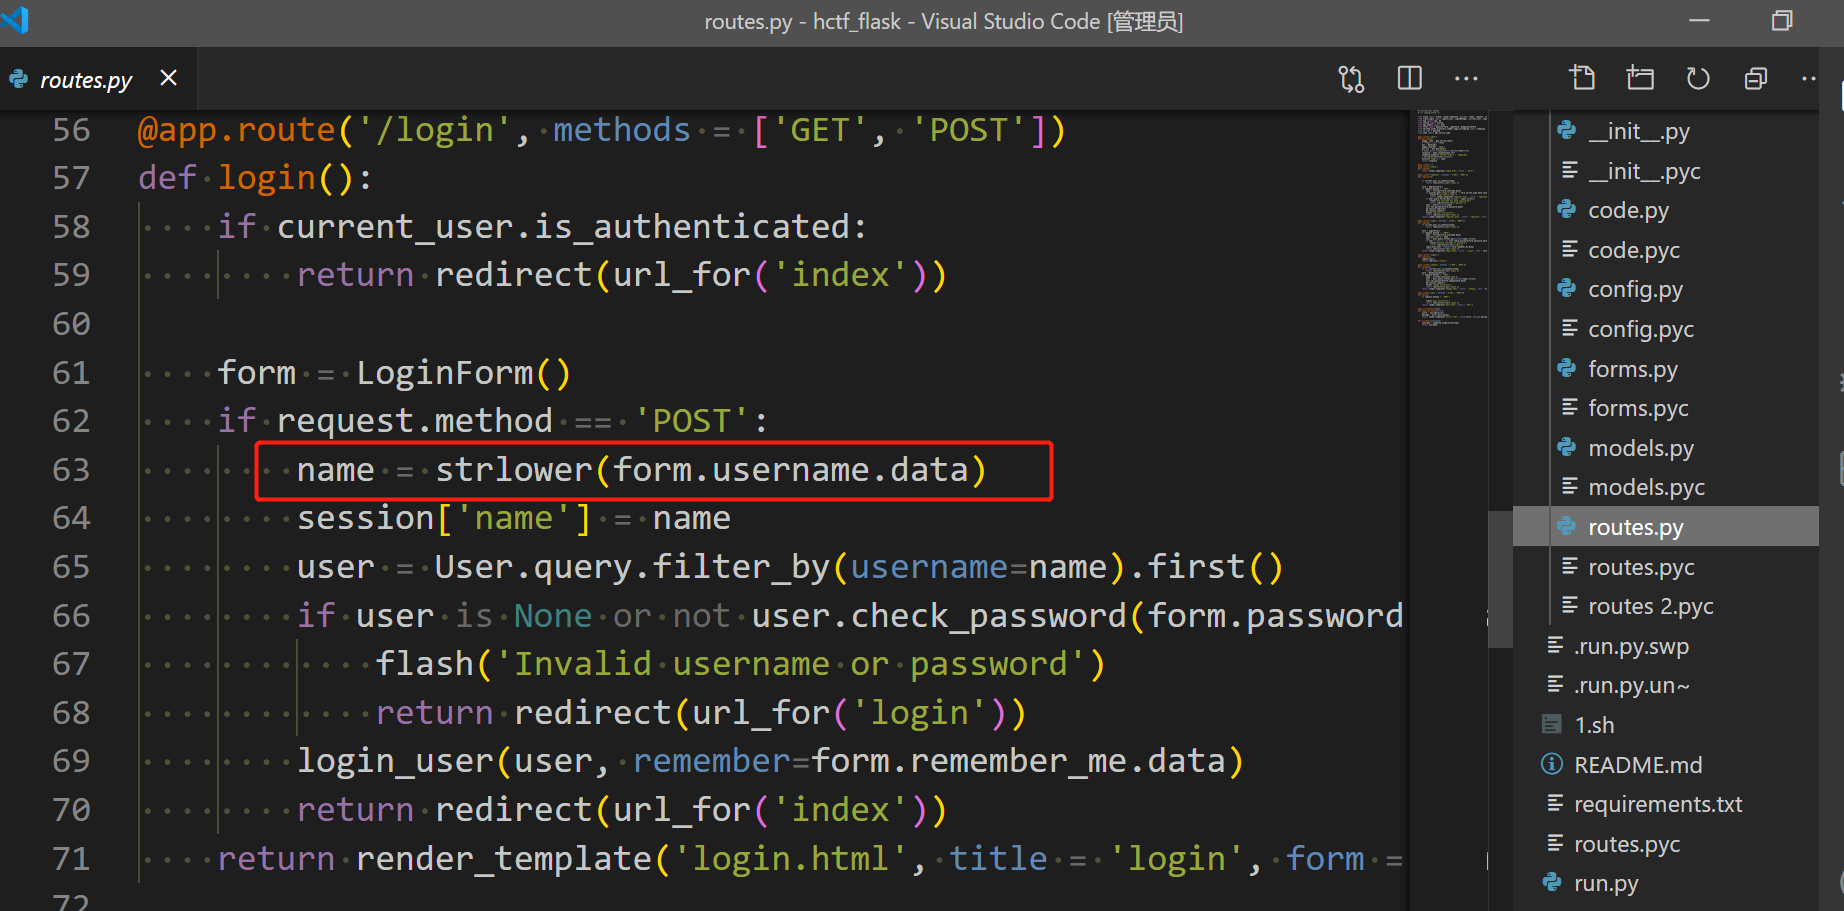 routes.py - hctf_flask - Visual Studio Code [管理员]
routes.py
56 @app.route('/login', methods = ['GET', 'POST'])
57 def login():
58 if current_user.is_authenticated:
59 return redirect(url_for('index'))
60
61 form = LoginForm()
62 if request.method == 'POST':
63 name = strlower(form.username.data)
64 session['name'] = name
65 user = User.query.filter_by(username=name).first()
66 if user is None or not user.check_password(form.password
67 flash('Invalid username or password')
68 return redirect(url_for('login'))
69 login_user(user, remember=form.remember_me.data)
70 return redirect(url_for('index'))
71 return render_template('login.html', title = 'login', form =
72
__init__.py
__init__.pyc
code.py
code.pyc
config.py
config.pyc
forms.py
forms.pyc
models.py
models.pyc
routes.py
routes.pyc
routes 2.pyc
.run.py.swp
.run.py.un~
1.sh
README.md
requirements.txt
routes.pyc
run.py